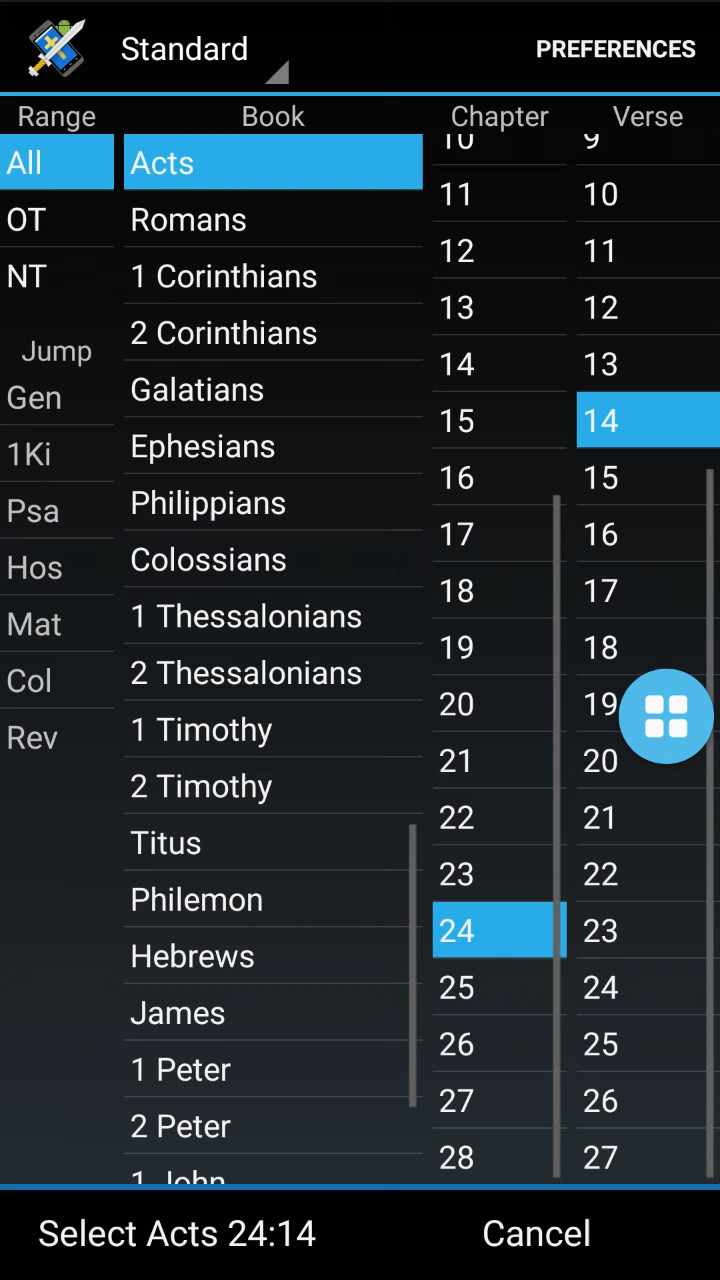 Standard
PREFERENCES
Range
Book
Chapter
Verse
All
OT
NT
Jump
Gen
1Ki
Psa
Hos
Mat
Col
Rev
Acts
Romans
1 Corinthians
2 Corinthians
Galatians
Ephesians
Philippians
Colossians
1 Thessalonians
2 Thessalonians
1 Timothy
2 Timothy
Titus
Philemon
Hebrews
James
1 Peter
2 Peter
1 John
10
11
12
13
14
15
16
17
18
19
20
21
22
23
24
25
26
27
28
9
10
11
12
13
14
15
16
17
18
19
20
21
22
23
24
25
26
27
Select Acts 24:14
Cancel